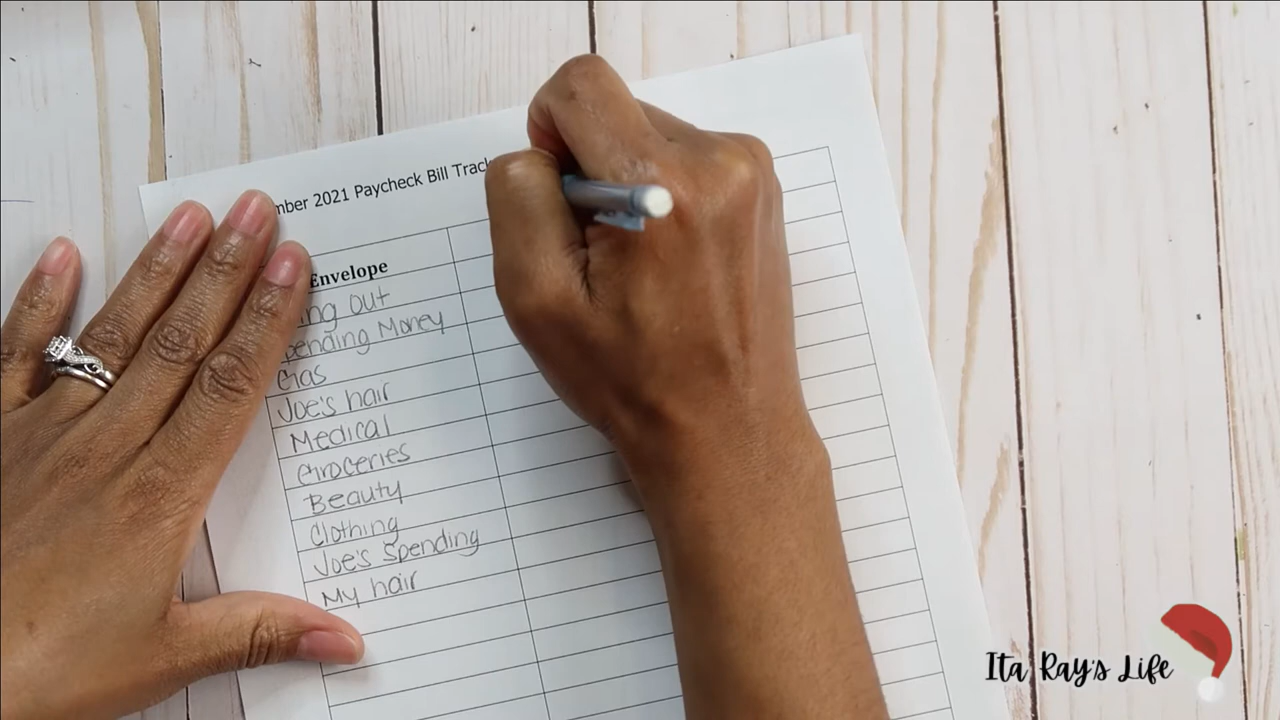 mber 2021 Paycheck Bill Track
Envelope
ing Out
pending Money
Gas
Joe's hair
Medical
Groceries
Beauty
Clothing
Joe's Spending
My hair
Ita Ray's Life